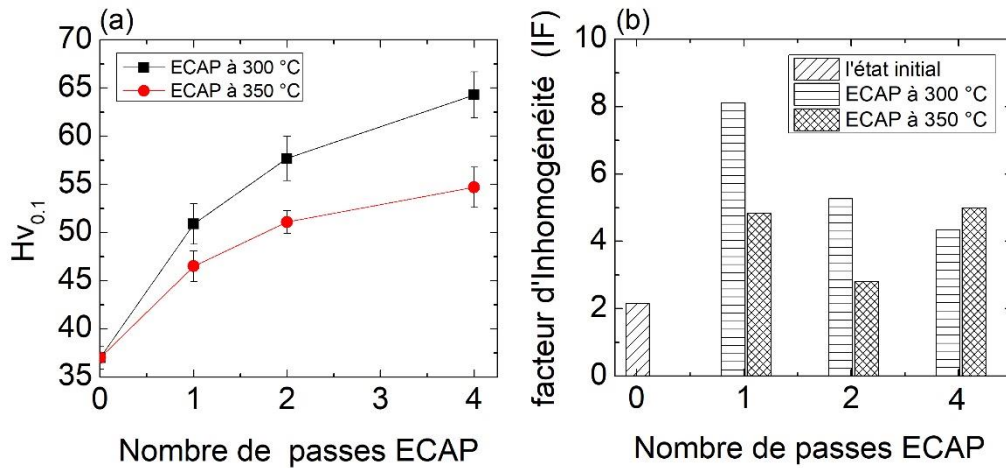 (a)
70
65
60
55
50
45
40
35
Hv0.1
ECAP à 300 °C
ECAP à 350 °C
0 1 2 3 4
Nombre de passes ECAP
(b)
10
8
6
4
2
0
facteur d'Inhomogénéité (IF)
l'état initial
ECAP à 300 °C
ECAP à 350 °C
0 1 2 4
Nombre de passes ECAP